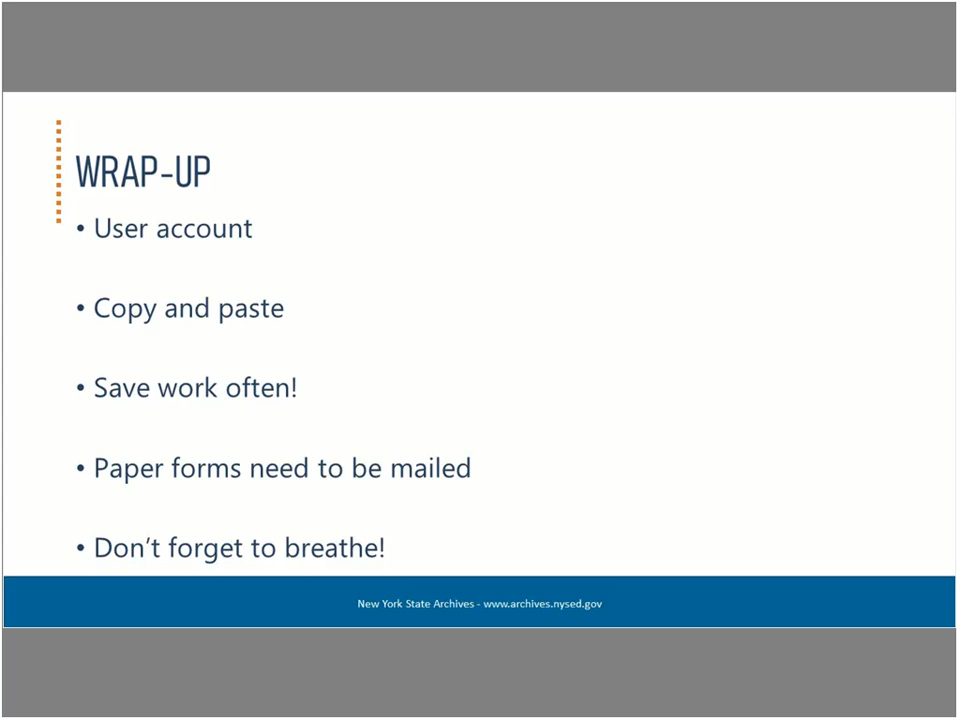 WRAP-UP
• User account
• Copy and paste
• Save work often!
• Paper forms need to be mailed
• Don’t forget to breathe!
New York State Archives - www.archives.nysed.gov